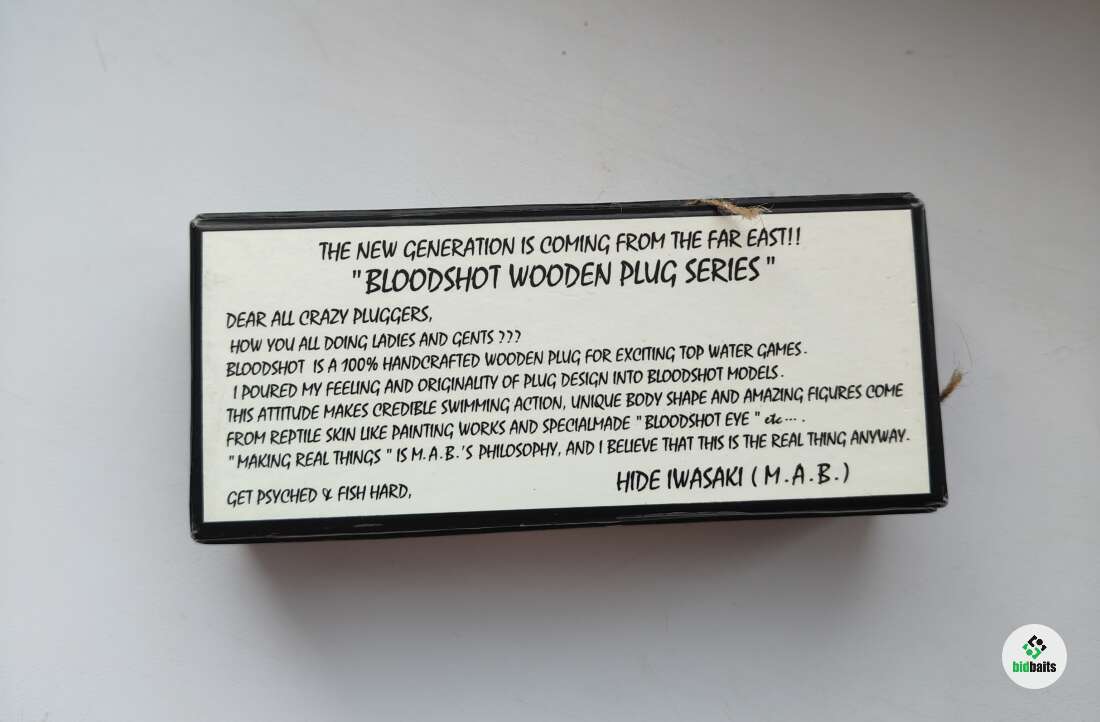 THE NEW GENERATION IS COMING FROM THE FAR EAST!!
"BLOODSHOT WOODEN PLUG SERIES"
DEAR ALL CRAZY PLUGGERS,
HOW YOU ALL DOING LADIES AND GENTS ???
BLOODSHOT IS A 100% HANDCRAFTED WOODEN PLUG FOR EXCITING TOP WATER GAMES.
I POURED MY FEELING AND ORIGINALITY OF PLUG DESIGN INTO BLOODSHOT MODELS.
THIS ATTITUDE MAKES CREDIBLE SWIMMING ACTION, UNIQUE BODY SHAPE AND AMAZING FIGURES COME
FROM REPTILE SKIN LIKE PAINTING WORKS AND SPECIALMADE "BLOODSHOT EYE" etc ··· .
"MAKING REAL THINGS" IS M.A.B.'S PHILOSOPHY, AND I BELIEVE THAT THIS IS THE REAL THING ANYWAY.
GET PSYCHED & FISH HARD,
HIDE IWASAKI (M.A.B.)
bidbaits